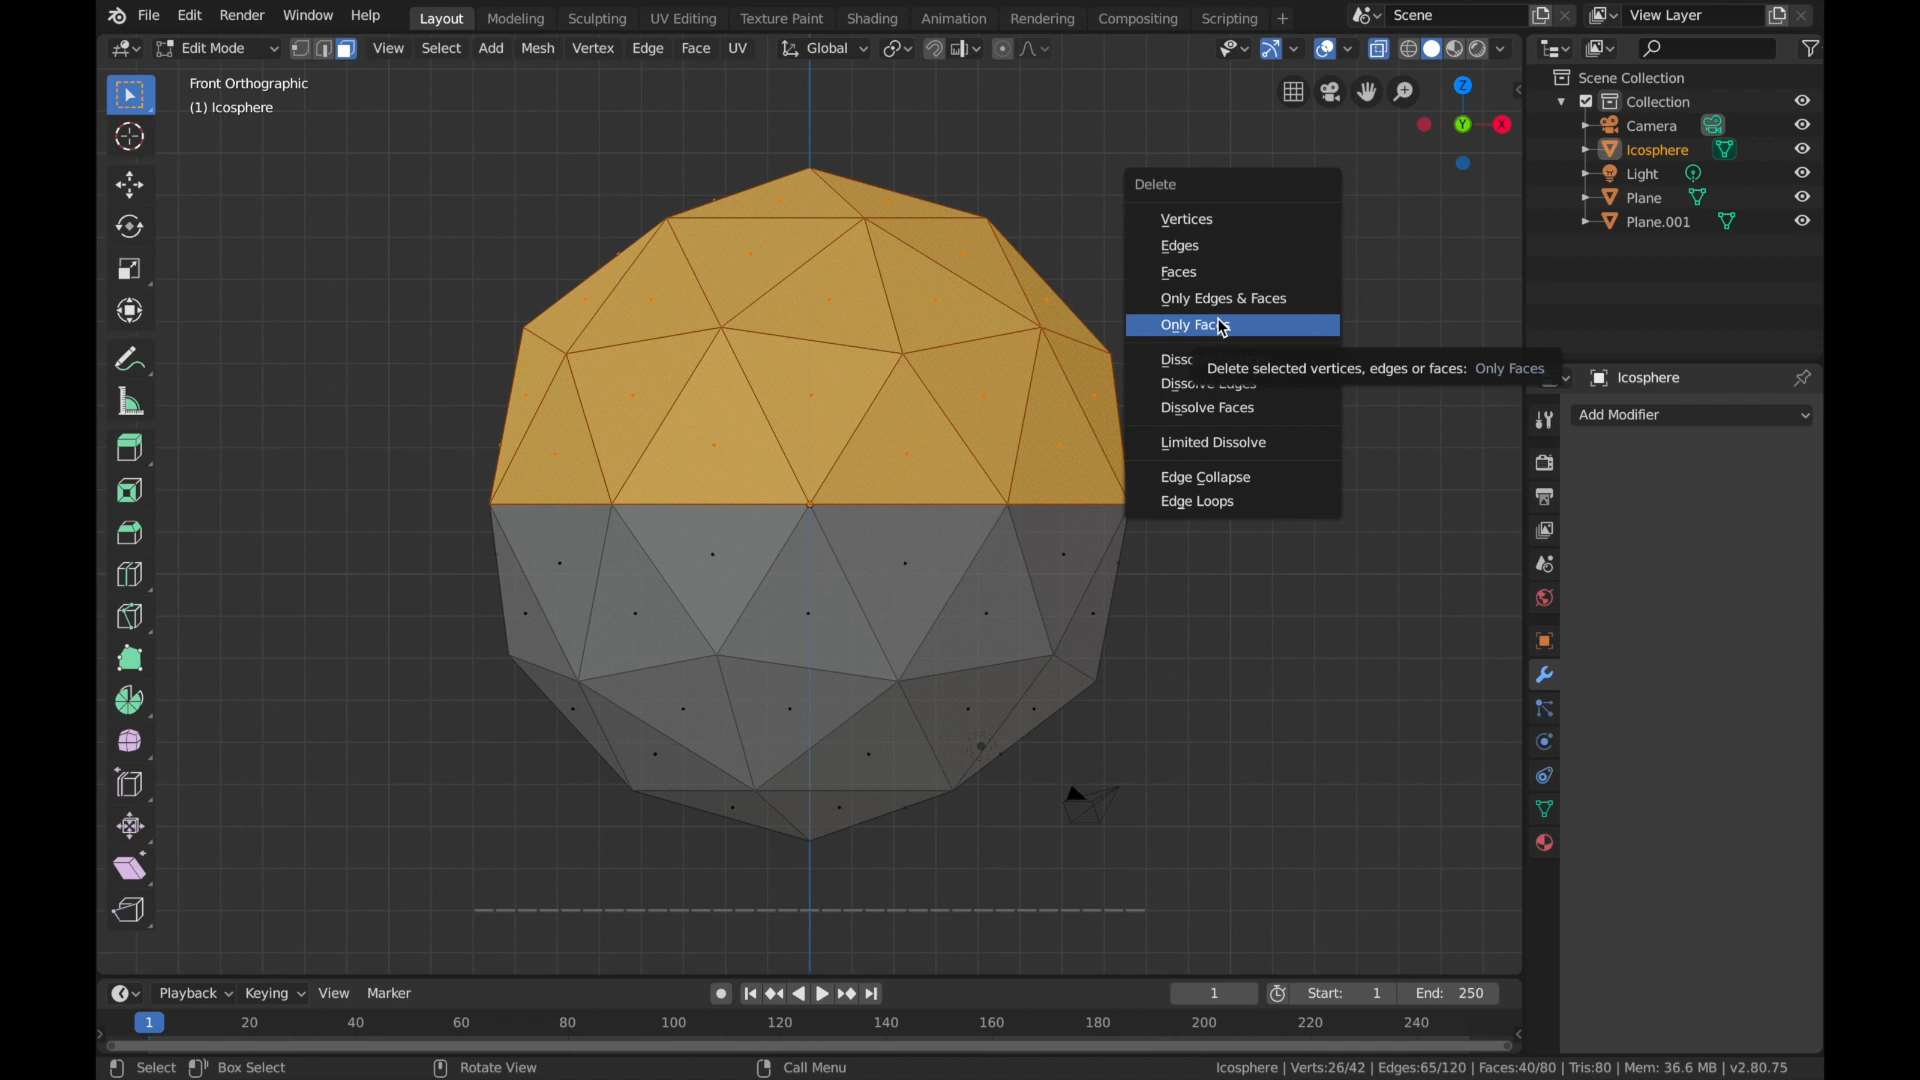 File Edit Render Window Help Layout Modeling Sculpting UV Editing Texture Paint Shading Animation Rendering Compositing Scripting + Scene View Layer
Edit Mode View Select Add Mesh Vertex Edge Face UV Global
Front Orthographic
(1) Icosphere
Z
Y
X
Scene Collection
Collection
Camera
Icosphere
Light
Plane
Plane.001
Delete
Vertices
Edges
Faces
Only Edges & Faces
Only Faces
Delete selected vertices, edges or faces: Only Faces
Dissolve Edges
Dissolve Faces
Limited Dissolve
Edge Collapse
Edge Loops
Icosphere
Add Modifier
Playback Keying View Marker 1 Start: 1 End: 250
1 20 40 60 80 100 120 140 160 180 200 220 240
Select Box Select Rotate View Call Menu Icosphere | Verts:26/42 | Edges:65/120 | Faces:40/80 | Tris:80 | Mem: 36.6 MB | v2.80.75